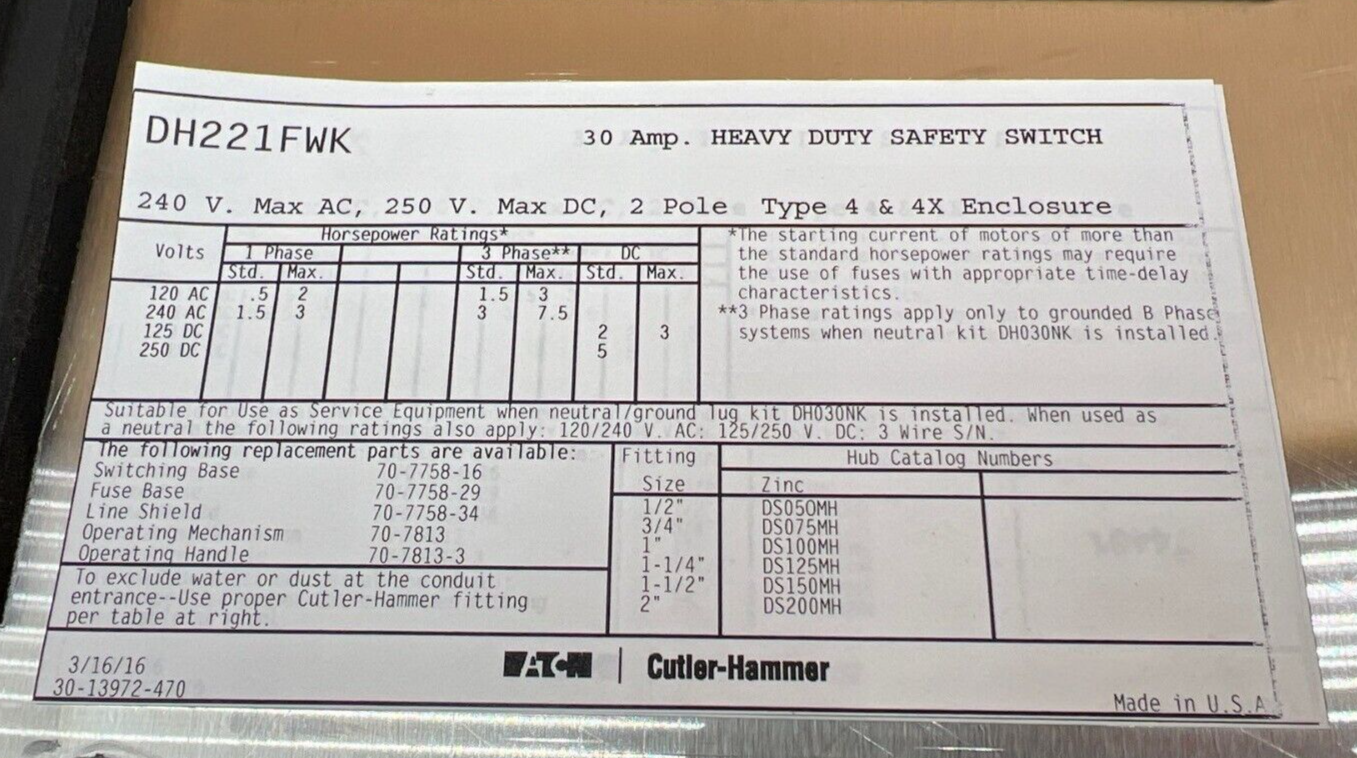 DH221FWK 30 Amp. HEAVY DUTY SAFETY SWITCH
240 V. Max AC, 250 V. Max DC, 2 Pole Type 4 & 4X Enclosure
Volts
Horsepower Ratings*
1 Phase 3 Phase** DC
Std. Max. Std. Max. Std. Max.
120 AC .5 2 1.5 3
240 AC 1.5 3 3 7.5
125 DC 2 3
250 DC 5
*The starting current of motors of more than
the standard horsepower ratings may require
the use of fuses with appropriate time-delay
characteristics.
**3 Phase ratings apply only to grounded B Phase
systems when neutral kit DH030NK is installed.
Suitable for Use as Service Equipment when neutral/ground lug kit DH030NK is installed. When used as
a neutral the following ratings also apply: 120/240 V. AC: 125/250 V. DC: 3 Wire S/N.
The following replacement parts are available:
Switching Base 70-7758-16
Fuse Base 70-7758-29
Line Shield 70-7758-34
Operating Mechanism 70-7813
Operating Handle 70-7813-3
To exclude water or dust at the conduit
entrance--Use proper Cutler-Hammer fitting
per table at right.
Fitting Hub Catalog Numbers
Size Zinc
1/2" DS050MH
3/4" DS075MH
1" DS100MH
1-1/4" DS125MH
1-1/2" DS150MH
2" DS200MH
3/16/16
30-13972-470
EATON | Cutler-Hammer
Made in U.S.A.